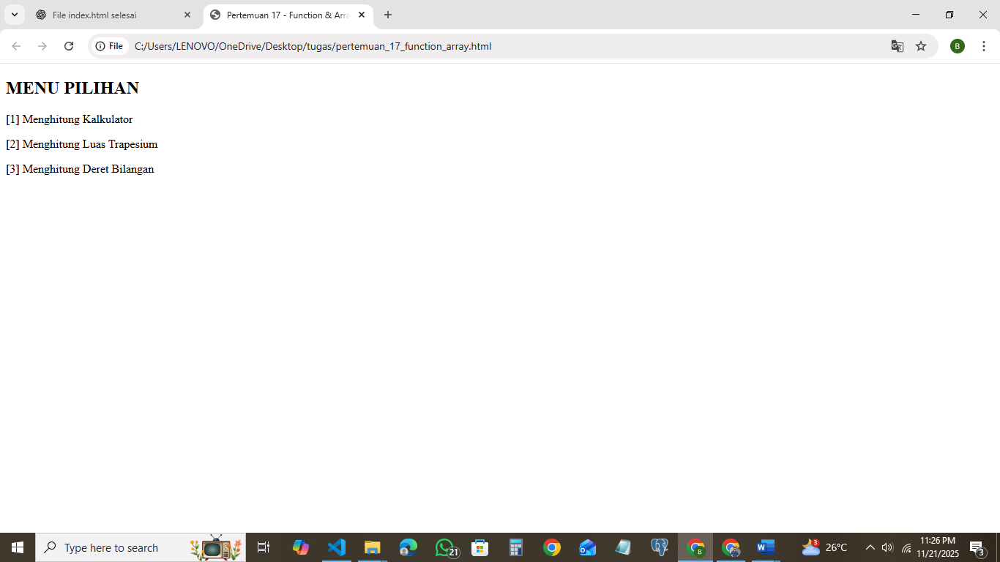 File index.html selesai
Pertemuan 17 - Function & Arra
File
C:/Users/LENOVO/OneDrive/Desktop/tugas/pertemuan_17_function_array.html
B
MENU PILIHAN
[1] Menghitung Kalkulator
[2] Menghitung Luas Trapesium
[3] Menghitung Deret Bilangan
Type here to search
21
B
3
26°C
11:26 PM
11/21/2025
3